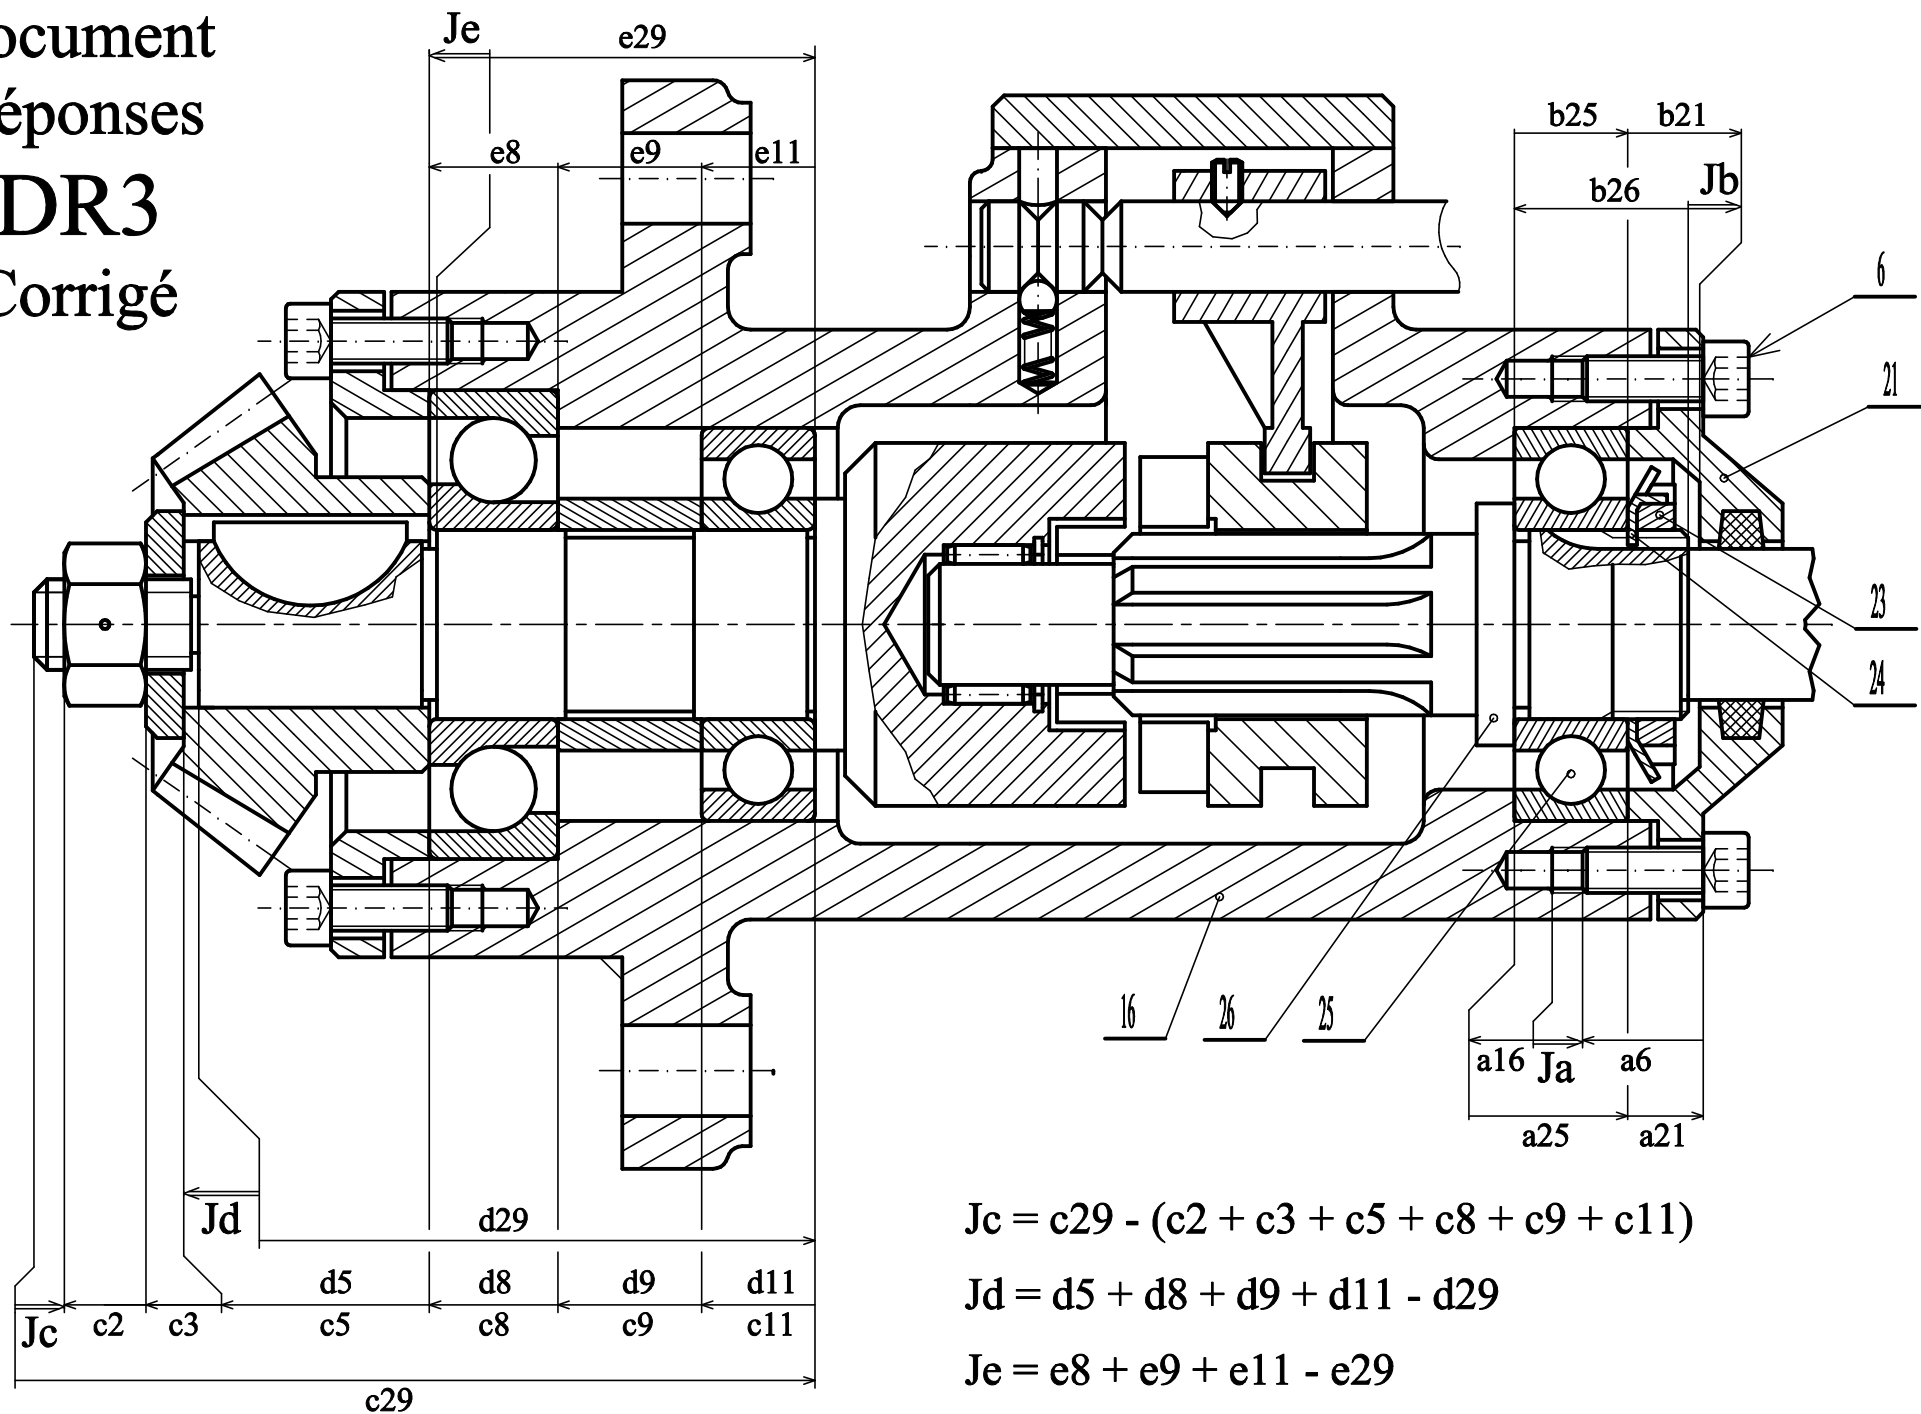 ocument
éponses
DR3
Corrigé
Je
e29
e8
e9
e11
b25
b21
b26
Jb
6
21
23
24
16
26
25
a16
Ja
a6
a25
a21
Jd
d29
d5
d8
d9
d11
Jc
c2
c3
c5
c8
c9
c11
c29
Jc = c29 - (c2 + c3 + c5 + c8 + c9 + c11)
Jd = d5 + d8 + d9 + d11 - d29
Je = e8 + e9 + e11 - e29